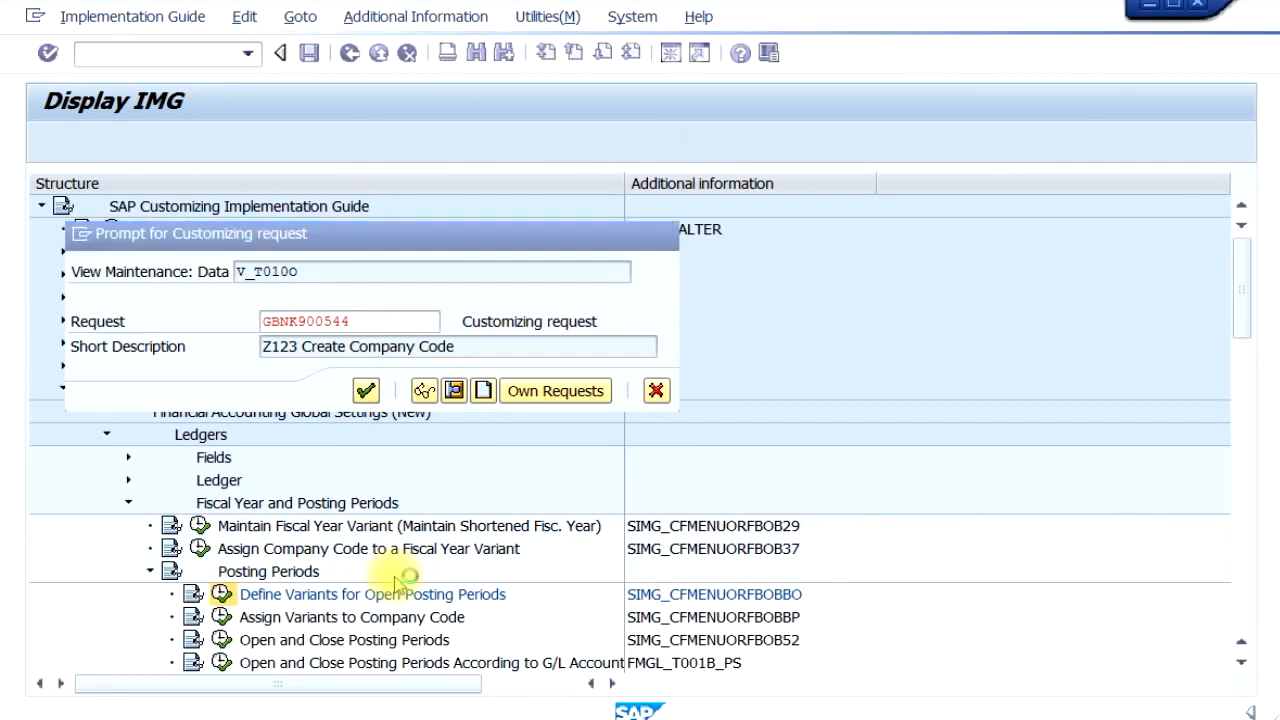 Implementation Guide Edit Goto Additional Information Utilities(M) System Help
Display IMG
Structure Additional information
SAP Customizing Implementation Guide
ALTER
Prompt for Customizing request
View Maintenance: Data V_T010O
Request GBNK900544 Customizing request
Short Description Z123 Create Company Code
Own Requests
Financial Accounting Global Settings (New)
Ledgers
Fields
Ledger
Fiscal Year and Posting Periods
Maintain Fiscal Year Variant (Maintain Shortened Fisc. Year) SIMG_CFMENUORFBOB29
Assign Company Code to a Fiscal Year Variant SIMG_CFMENUORFBOB37
Posting Periods
Define Variants for Open Posting Periods SIMG_CFMENUORFBOBBO
Assign Variants to Company Code SIMG_CFMENUORFBOBBP
Open and Close Posting Periods SIMG_CFMENUORFBOB52
Open and Close Posting Periods According to G/L Account FMGL_T001B_PS
SAP